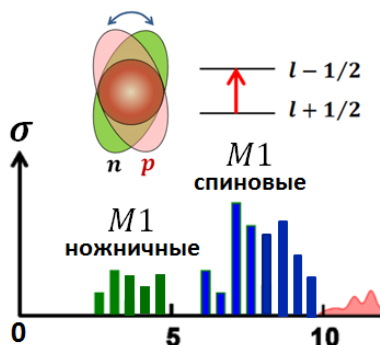 l − 1/2
l + 1/2
n p
σ
M1
спиновые
M1
ножничные
0 5 10